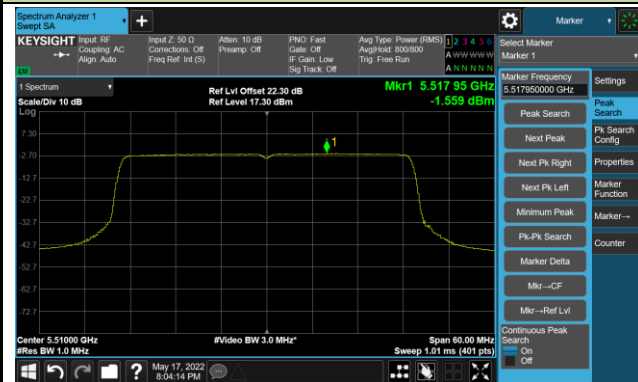 Spectrum Analyzer 1
Swept SA
Marker
KEYSIGHT
Input: RF
Coupling: AC
Align: Auto
Input Z: 50 Ω
Corrections: Off
Freq Ref: Int (S)
Atten: 10 dB
Preamp: Off
PNO: Fast
Gate: Off
IF Gain: Low
Sig Track: Off
Avg Type: Power (RMS)
Avg|Hold: 800/800
Trig: Free Run
1 2 3 4 5 6
A W W W W W
A N N N N N
LXI
Select Marker
Marker 1
1 Spectrum
Scale/Div 10 dB
Log
Ref Lvl Offset 22.30 dB
Ref Level 17.30 dBm
Mkr1 5.517 95 GHz
-1.559 dBm
7.30
-2.70
-12.7
-22.7
-32.7
-42.7
-52.7
-62.7
-72.7
1
Center 5.51000 GHz
#Res BW 1.0 MHz
#Video BW 3.0 MHz*
Span 60.00 MHz
Sweep 1.01 ms (401 pts)
Marker Frequency
5.517950000 GHz
Peak Search
Next Peak
Next Pk Right
Next Pk Left
Minimum Peak
Pk-Pk Search
Marker Delta
Mkr→CF
Mkr→Ref Lvl
Continuous Peak
Search
On
Off
Settings
Peak
Search
Pk Search
Config
Properties
Marker
Function
Marker→
Counter
May 17, 2022
8:04:14 PM